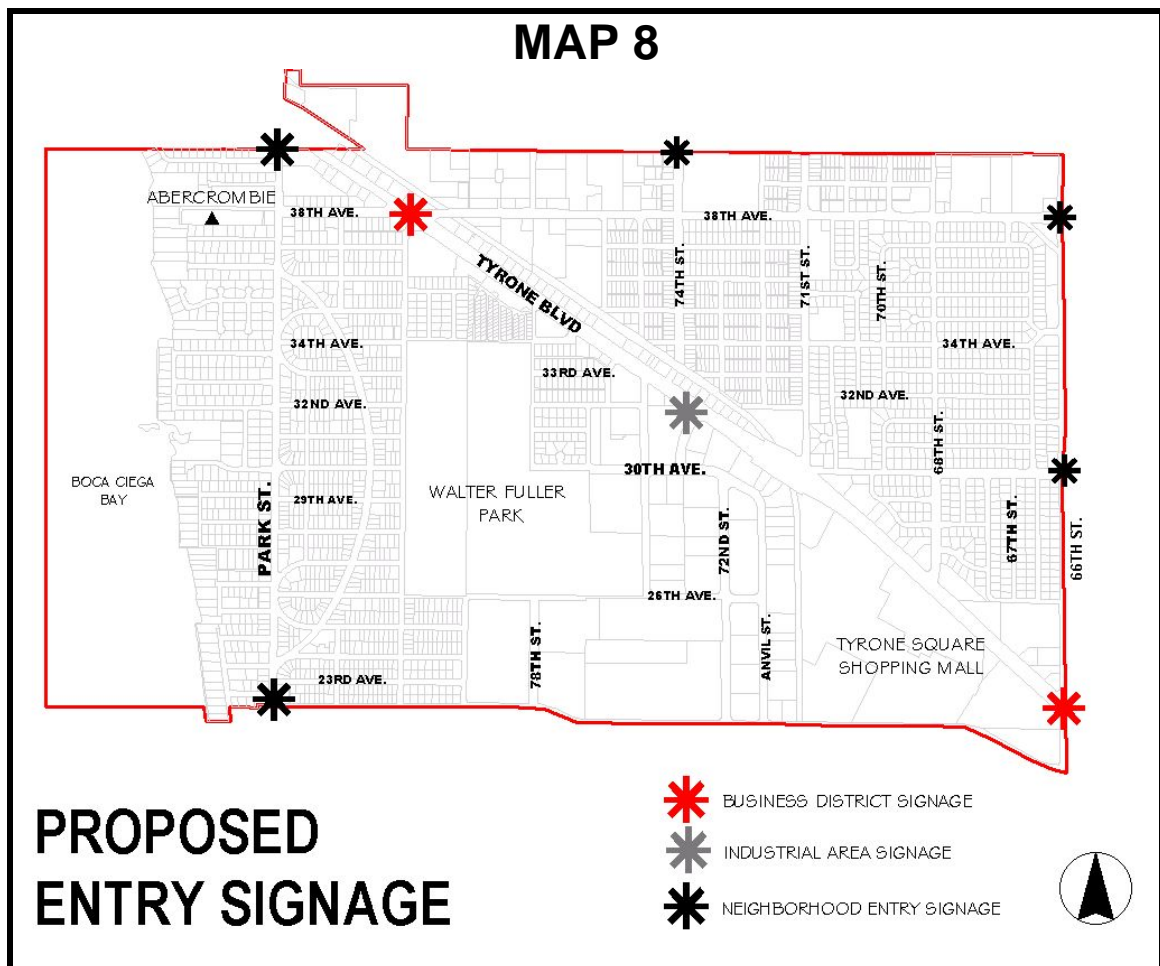 MAP 8
ABERCROMBIE
38TH AVE.
38TH AVE.
TYRONE BLVD
74TH ST.
71ST ST.
70TH ST.
34TH AVE.
34TH AVE.
33RD AVE.
32ND AVE.
32ND AVE.
68TH ST.
30TH AVE.
BOCA CIEGA
BAY
PARK ST.
29TH AVE.
WALTER FULLER
PARK
72ND ST.
67TH ST.
66TH ST.
26TH AVE.
78TH ST.
ANVIL ST.
TYRONE SQUARE
SHOPPING MALL
23RD AVE.
PROPOSED
ENTRY SIGNAGE
BUSINESS DISTRICT SIGNAGE
INDUSTRIAL AREA SIGNAGE
NEIGHBORHOOD ENTRY SIGNAGE